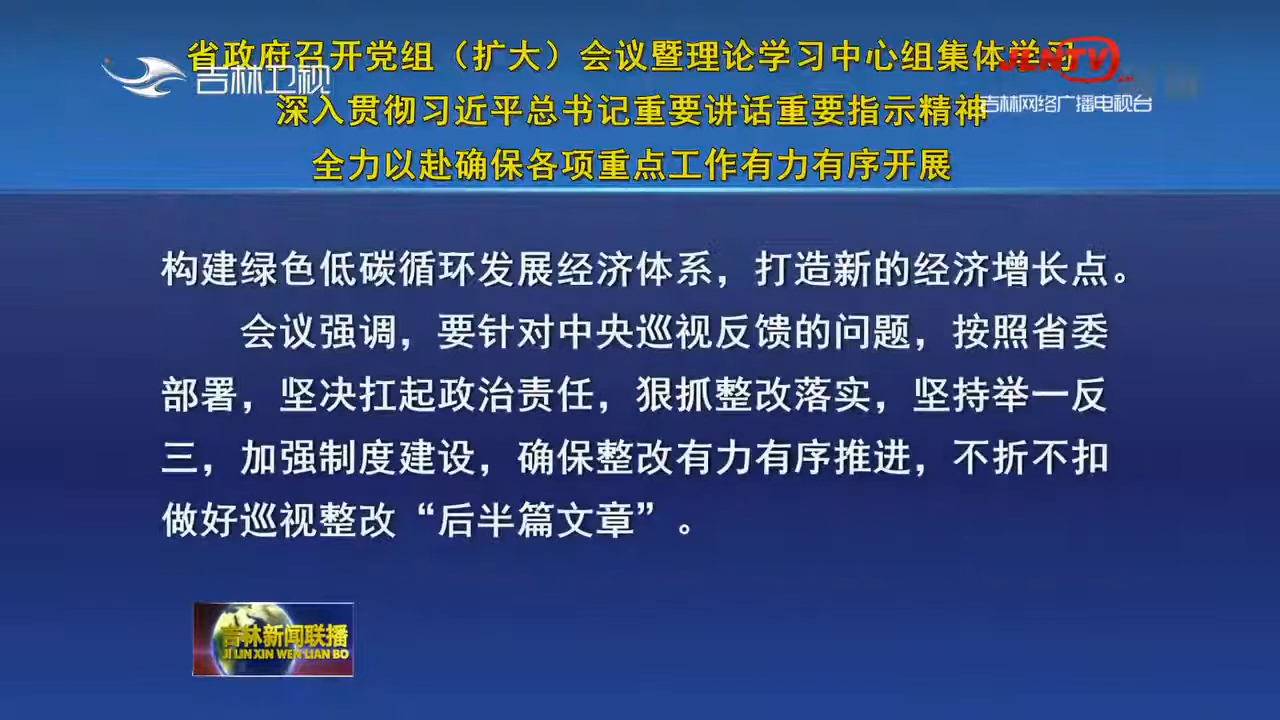 省政府召开党组（扩大）会议暨理论学习中心组集体学习
吉林卫视
JLNTV
深入贯彻习近平总书记重要讲话重要指示精神
吉林网络广播电视台
全力以赴确保各项重点工作有力有序开展
构建绿色低碳循环发展经济体系，打造新的经济增长点。
会议强调，要针对中央巡视反馈的问题，按照省委
部署，坚决扛起政治责任，狠抓整改落实，坚持举一反
三，加强制度建设，确保整改有力有序推进，不折不扣
做好巡视整改“后半篇文章”。
吉林新闻联播
JI LIN XIN WEN LIAN BO